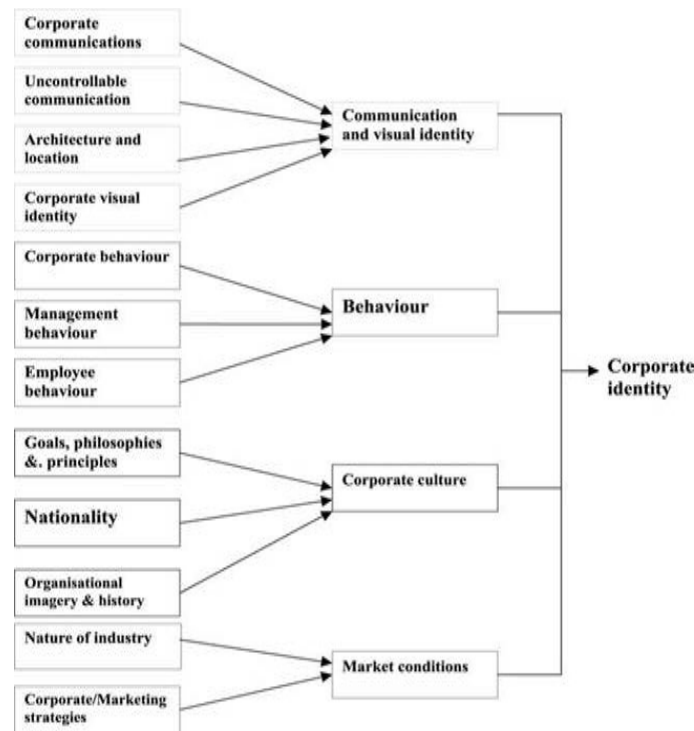 Corporate
communications
Uncontrollable
communication
Architecture and
location
Corporate visual
identity
Communication
and visual identity
Corporate behaviour
Management
behaviour
Employee
behaviour
Behaviour
Goals, philosophies
&. principles
Nationality
Organisational
imagery & history
Corporate culture
Nature of industry
Corporate/Marketing
strategies
Market conditions
Corporate
identity